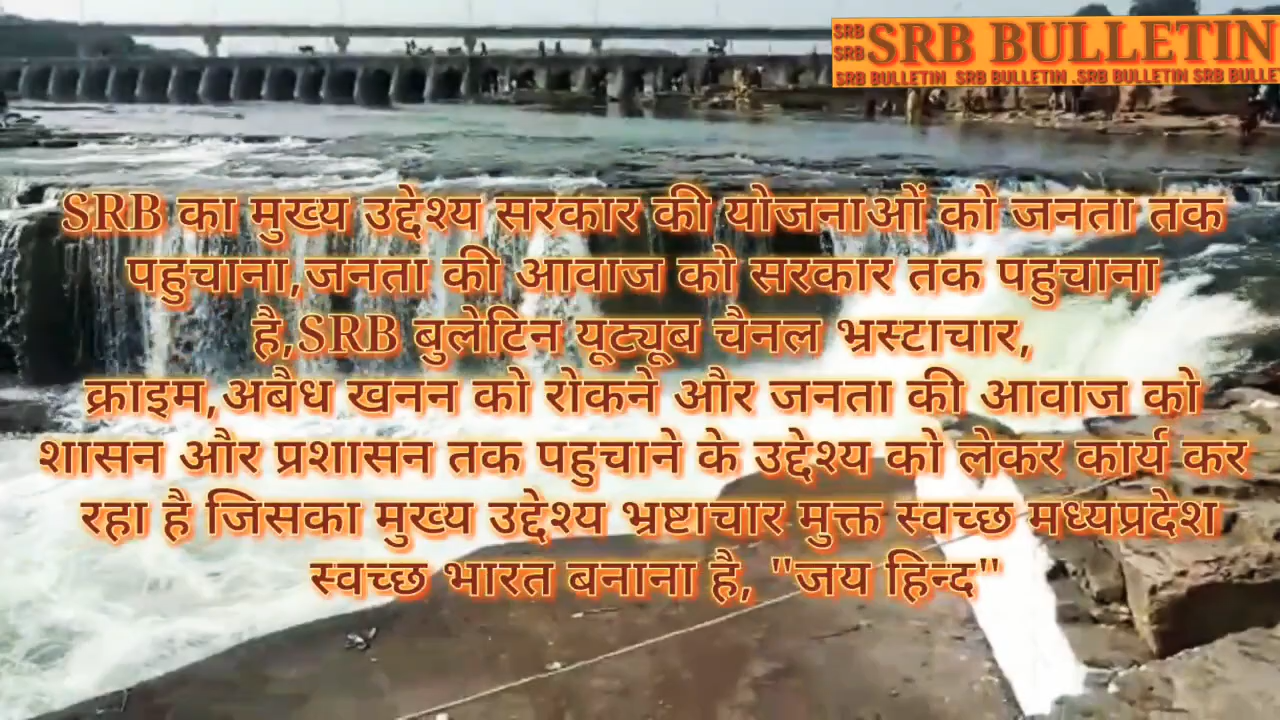 SRB SRB BULLETIN
SRB
SRB BULLETIN SRB BULLETIN .SRB BULLETIN SRB BULLE
SRB का मुख्य उद्देश्य सरकार की योजनाओं को जनता तक
पहुचाना,जनता की आवाज को सरकार तक पहुचाना
है,SRB बुलेटिन यूट्यूब चैनल भ्रस्टाचार,
क्राइम,अबैध खनन को रोकने और जनता की आवाज को
शासन और प्रशासन तक पहुचाने के उद्देश्य को लेकर कार्य कर
रहा है जिसका मुख्य उद्देश्य भ्रष्टाचार मुक्त स्वच्छ मध्यप्रदेश
स्वच्छ भारत बनाना है, "जय हिन्द"